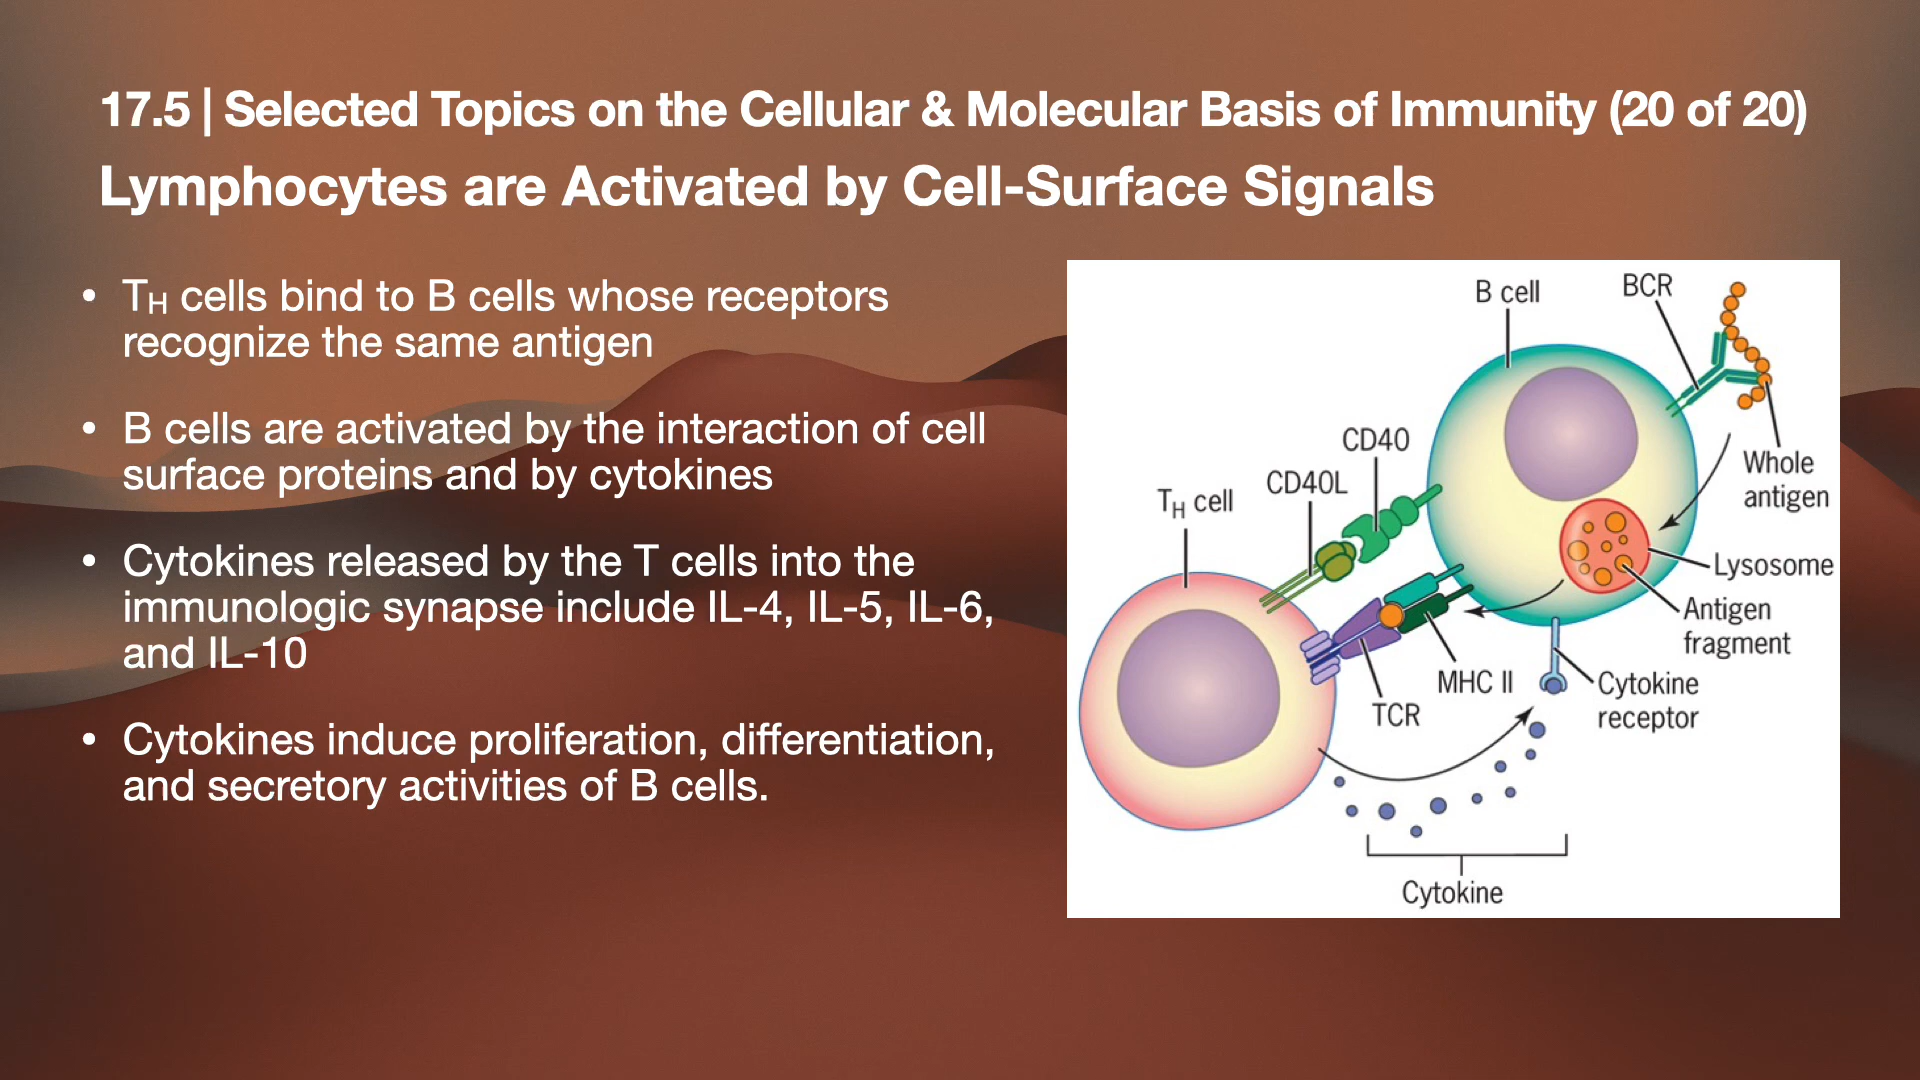 17.5 | Selected Topics on the Cellular & Molecular Basis of Immunity (20 of 20)
Lymphocytes are Activated by Cell-Surface Signals
• TH cells bind to B cells whose receptors
recognize the same antigen
• B cells are activated by the interaction of cell
surface proteins and by cytokines
• Cytokines released by the T cells into the
immunologic synapse include IL-4, IL-5, IL-6,
and IL-10
• Cytokines induce proliferation, differentiation,
and secretory activities of B cells.
B cell
BCR
CD40
CD40L
TH cell
Whole
antigen
Lysosome
Antigen
fragment
MHC II
TCR
Cytokine
receptor
Cytokine